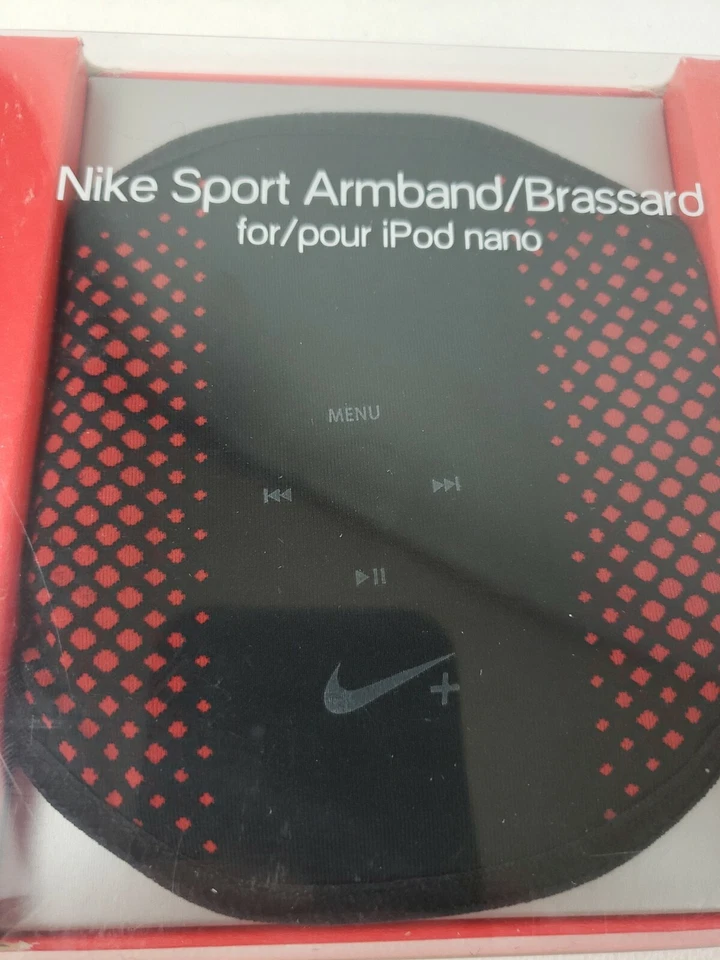 Nike Sport Armband/Brassard
for/pour iPod nano
MENU